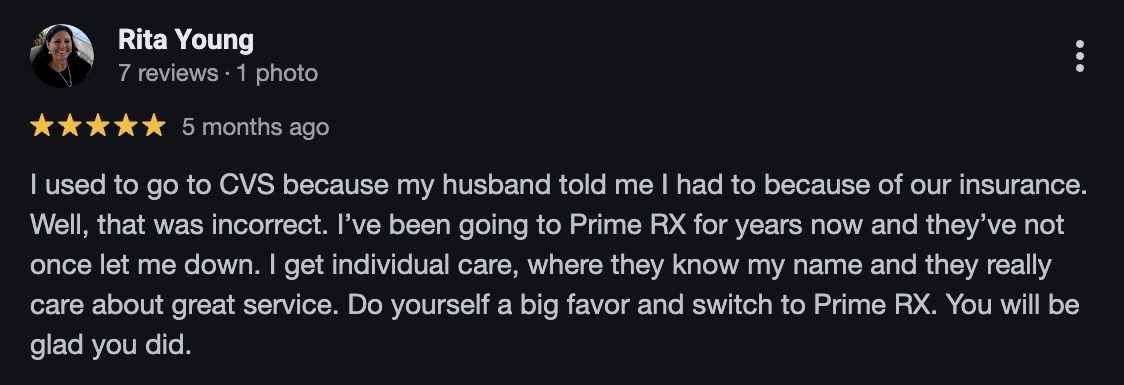 Rita Young
7 reviews · 1 photo
5 months ago
I used to go to CVS because my husband told me I had to because of our insurance.
Well, that was incorrect. I’ve been going to Prime RX for years now and they’ve not
once let me down. I get individual care, where they know my name and they really
care about great service. Do yourself a big favor and switch to Prime RX. You will be
glad you did.